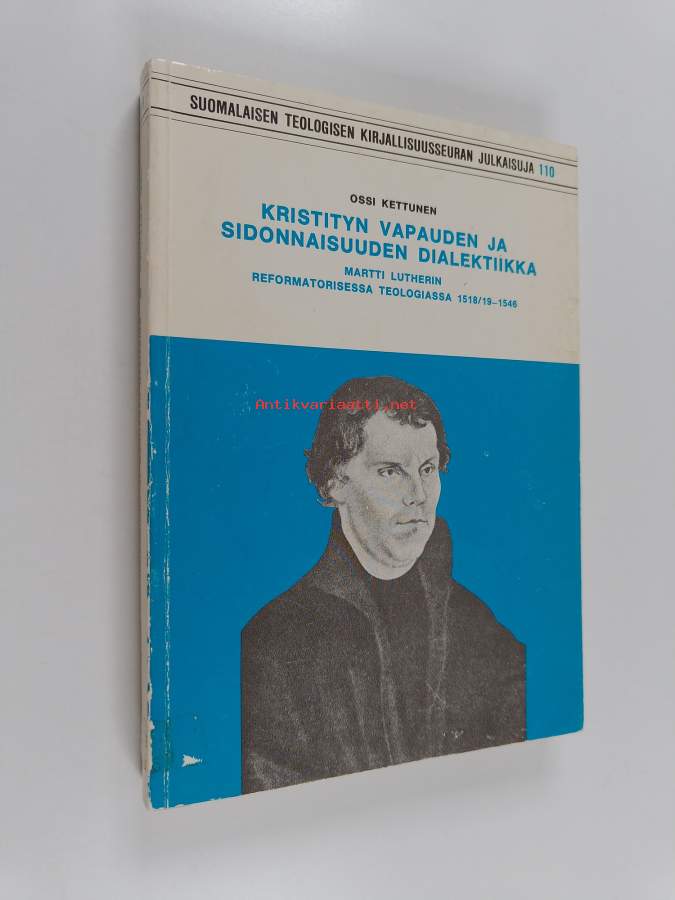 SUOMALAISEN TEOLOGISEN KIRJALLISUUSSEURAN JULKAISUJA 110
OSSI KETTUNEN
KRISTITYN VAPAUDEN JA
SIDONNAISUUDEN DIALEKTIIKKA
MARTTI LUTHERIN
REFORMATORISESSA TEOLOGIASSA 1518/19–1546
Antikvariaatti.net